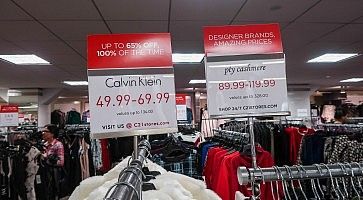 UP TO 65% OFF
100% OF THE TIME
Calvin Klein
49.99-69.99
VISIT US @ C21STORES.COM
DESIGNER BRANDS,
AMAZING PRICES
ply cashmere
89.99-119.99
SHOP 24/7 C21STORES.COM